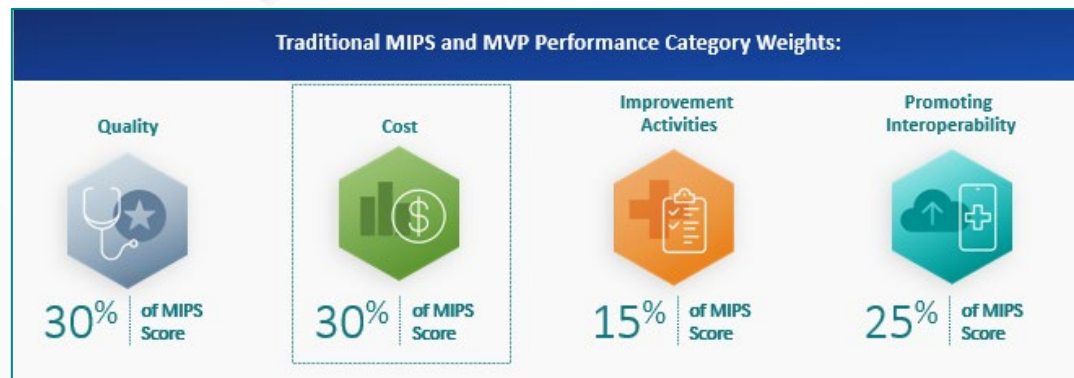 Traditional MIPS and MVP Performance Category Weights:
Quality
Cost
Improvement
Activities
Promoting
Interoperability
30% of MIPS
Score
30% of MIPS
Score
15% of MIPS
Score
25% of MIPS
Score